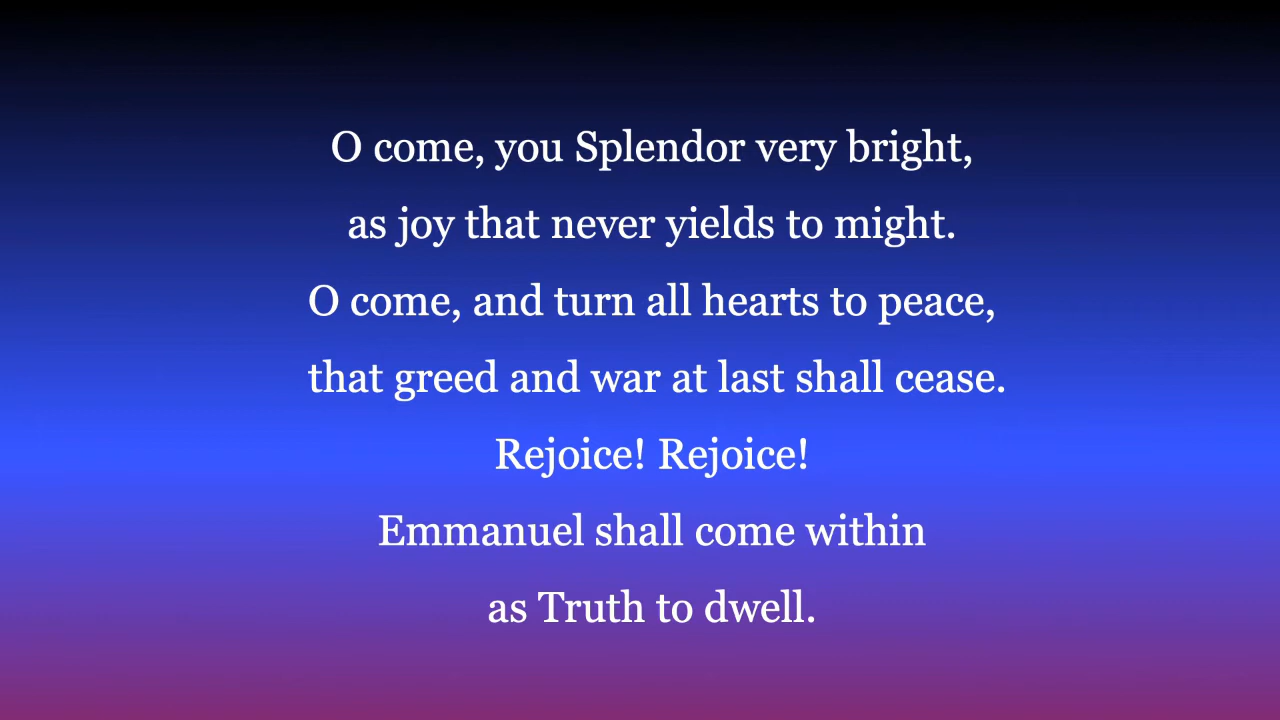 O come, you Splendor very bright,
as joy that never yields to might.
O come, and turn all hearts to peace,
that greed and war at last shall cease.
Rejoice! Rejoice!
Emmanuel shall come within
as Truth to dwell.